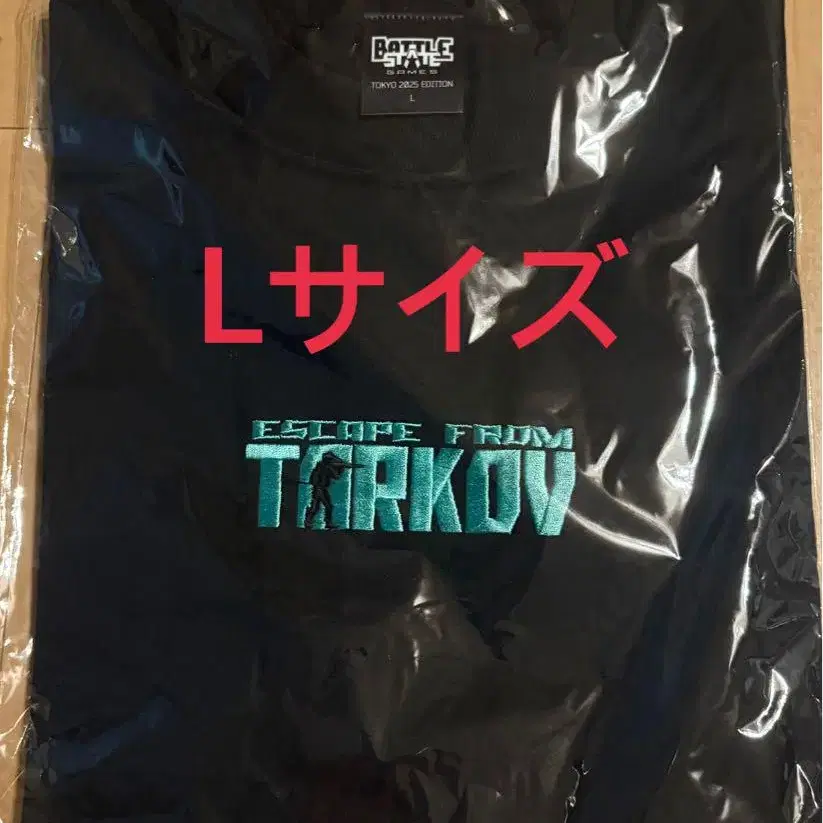 BATTLE
STATE
GAMES
TOKYO 2025 EDITION
L
Lサイズ
ESCAPE FROM
TARKOV